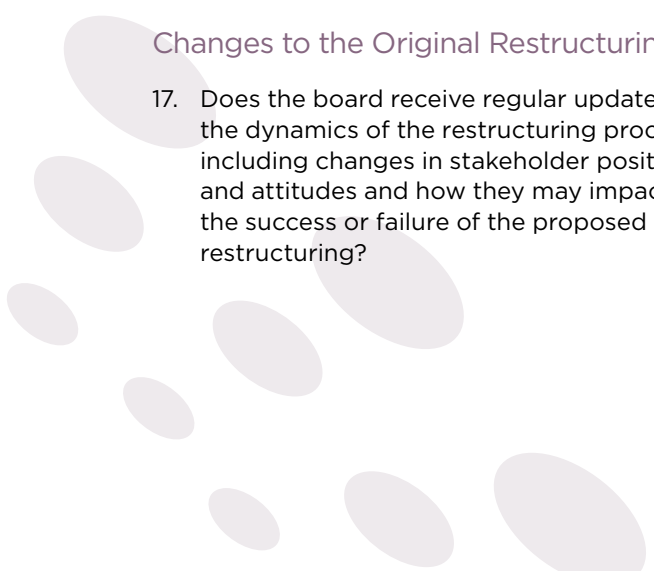 Changes to the Original Restructurin
17. Does the board receive regular update
the dynamics of the restructuring proc
including changes in stakeholder posit
and attitudes and how they may impac
the success or failure of the proposed
restructuring?